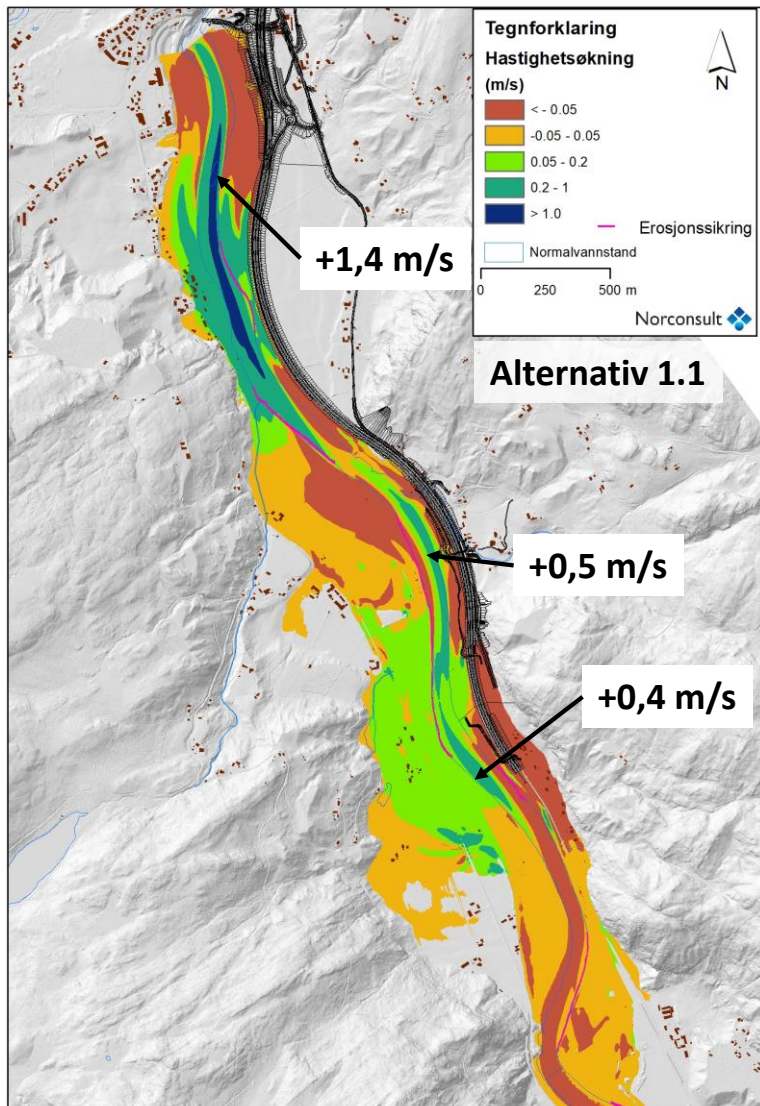 Tegnforklaring
Hastighetsøkning
(m/s)
< - 0.05
-0.05 - 0.05
0.05 - 0.2
0.2 - 1
> 1.0
Erosjonssikring
Normalvannstand
0 250 500 m
N
Norconsult
Alternativ 1.1
+1,4 m/s
+0,5 m/s
+0,4 m/s